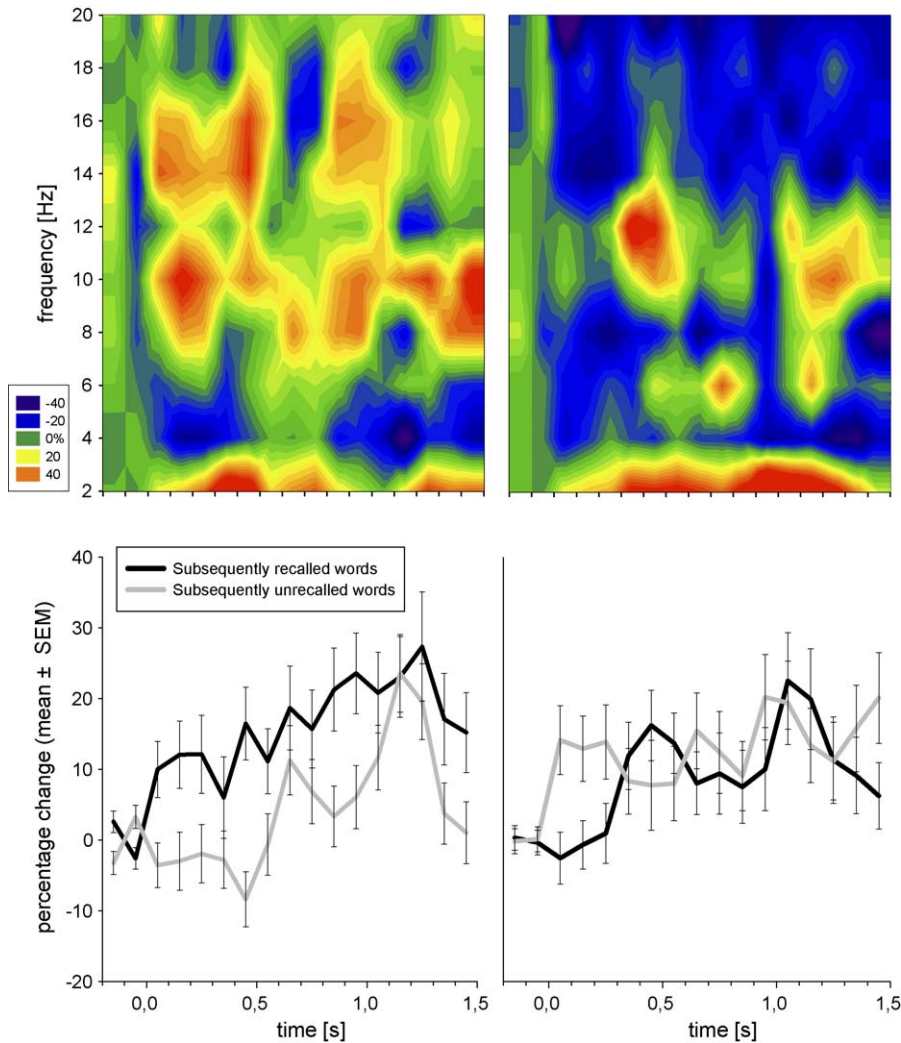 20
18
16
14
12
10
8
6
4
2
frequency [Hz]
-40
-20
0%
20
40
40
30
20
10
0
-10
-20
percentage change (mean ± SEM)
Subsequently recalled words
Subsequently unrecalled words
0,0 0,5 1,0 1,5
time [s]
0,0 0,5 1,0 1,5
time [s]